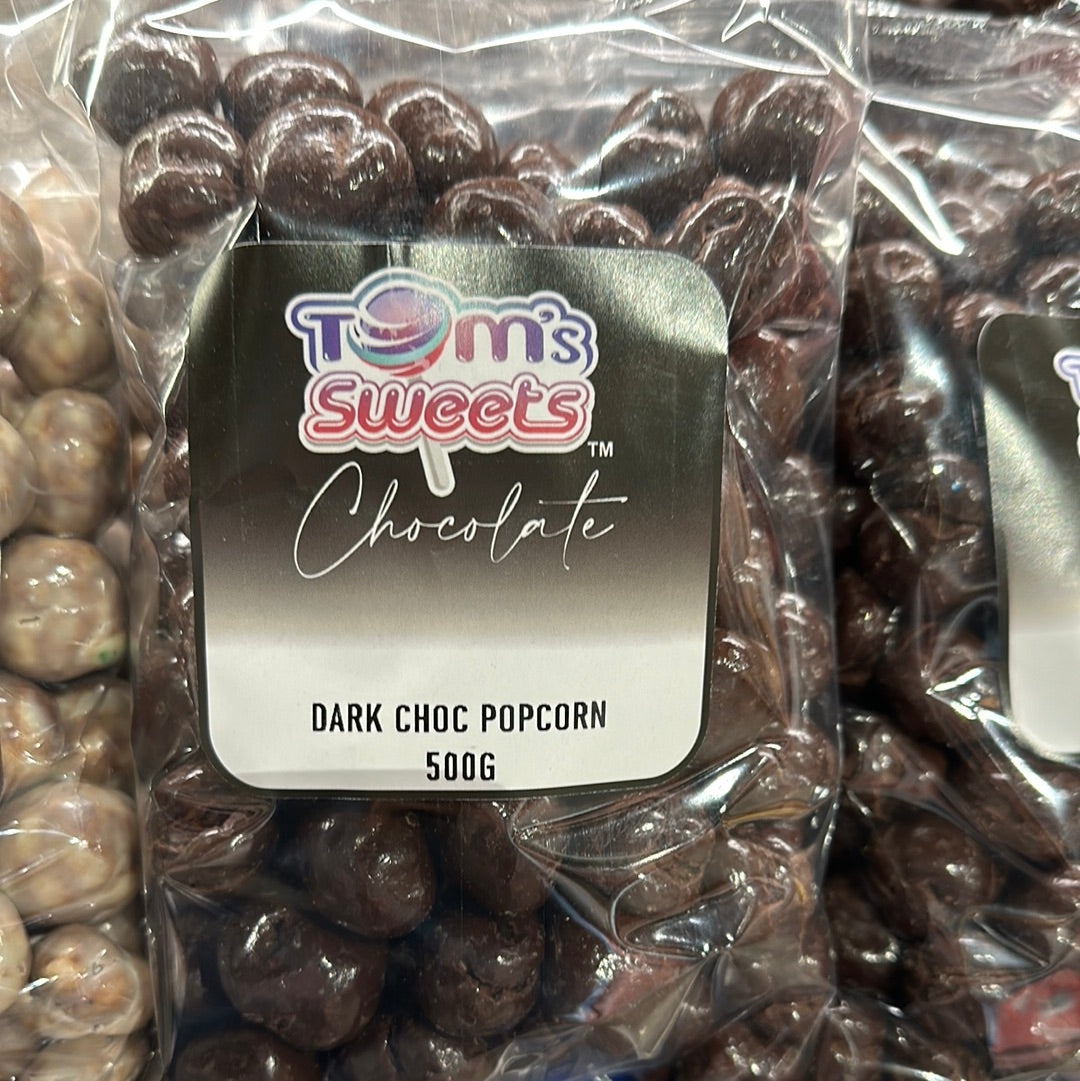 Tom's
Sweets
TM
Chocolate
DARK CHOC POPCORN
500G